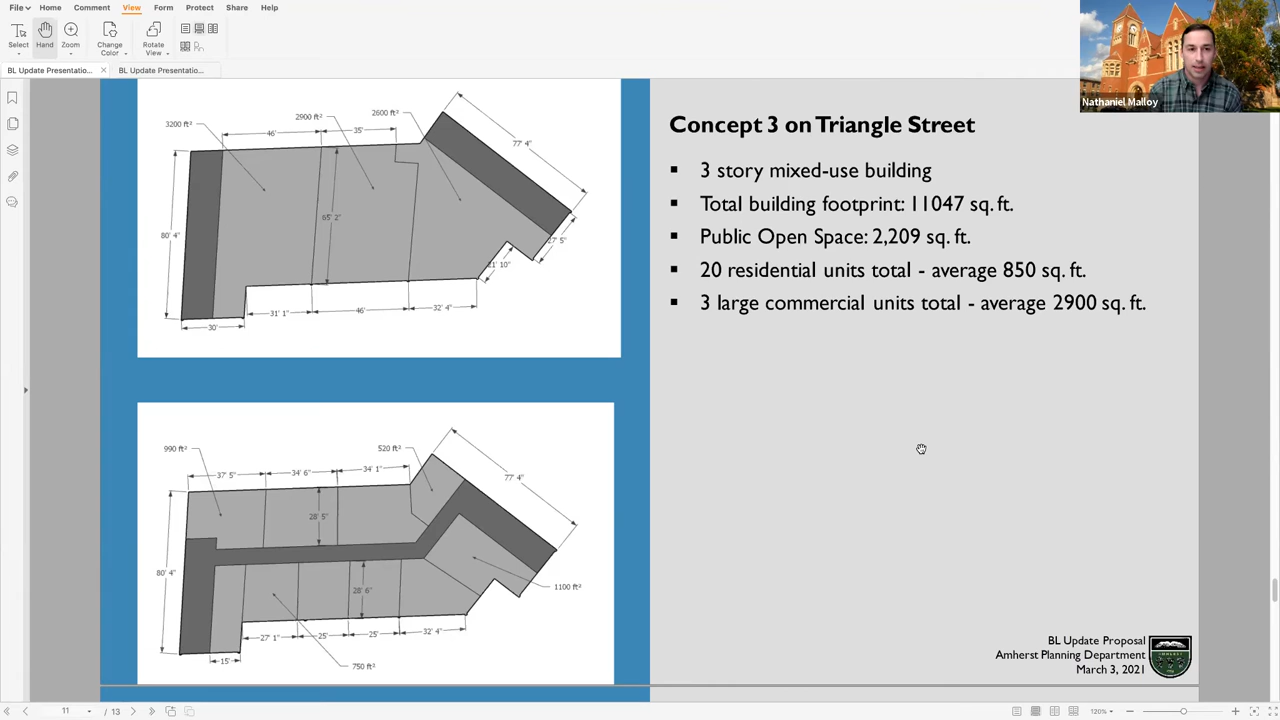 File
Home
Comment
View
Form
Protect
Share
Help
Select
Hand
Zoom
Change
Color
Rotate
View
BL Update Presentatio...
BL Update Presentatio...
Nathaniel Malloy
3200 ft²
46'
2900 ft²
35'
2600 ft²
77' 4"
80' 4"
65' 2"
27' 5"
21' 10"
31' 1"
46'
32' 4"
30'
Concept 3 on Triangle Street
▪ 3 story mixed-use building
▪ Total building footprint: 11047 sq. ft.
▪ Public Open Space: 2,209 sq. ft.
▪ 20 residential units total - average 850 sq. ft.
▪ 3 large commercial units total - average 2900 sq. ft.
990 ft²
37' 5"
34' 6"
34' 1"
520 ft²
77' 4"
28' 5"
80' 4"
28' 6"
1100 ft²
27' 1"
25'
25'
32' 4"
15'
750 ft²
BL Update Proposal
Amherst Planning Department
March 3, 2021
11
/ 13
120%